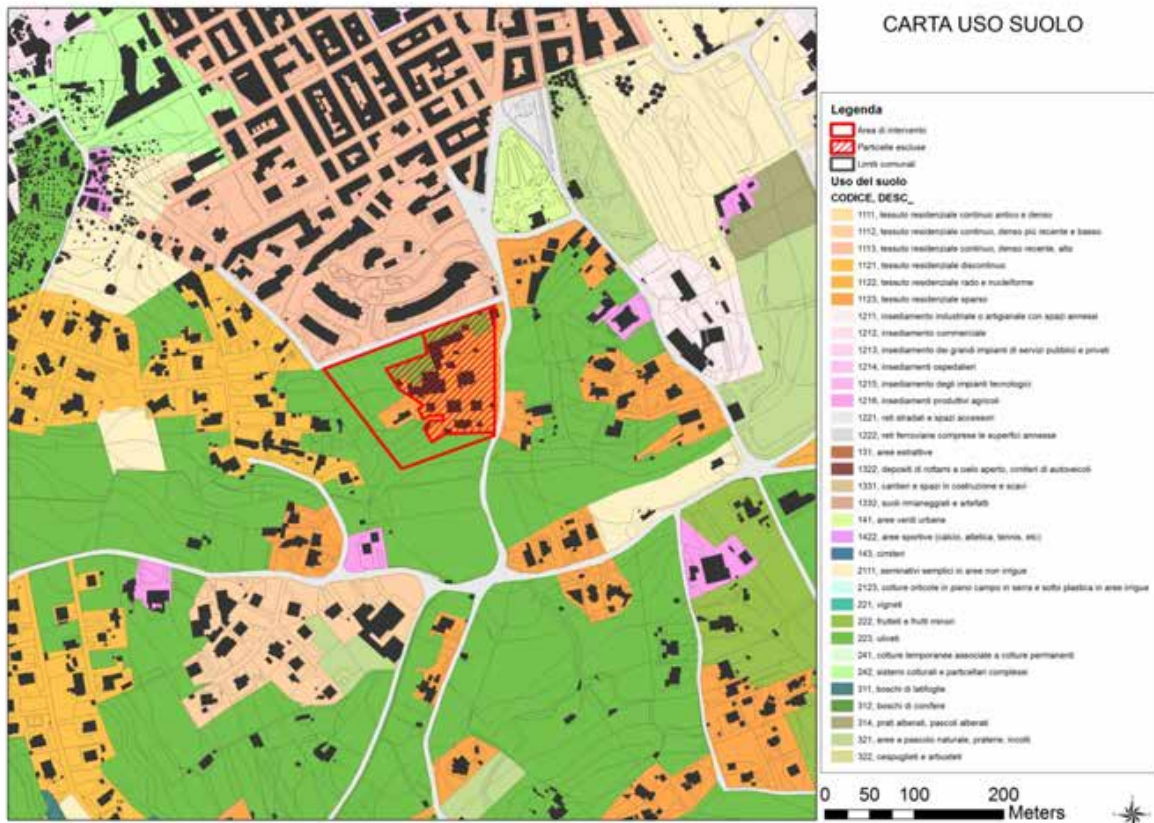 CARTA USO SUOLO
Legenda
Area di intervento
Particelle escluse
Limiti comunali
Uso del suolo
CODICE, DESC_
1111, tessuto residenziale continuo antico e denso
1112, tessuto residenziale continuo, denso più recente e basso
1113, tessuto residenziale continuo, denso recente, alto
1121, tessuto residenziale discontinuo
1122, tessuto residenziale rado e nucleiforme
1123, tessuto residenziale sparso
1211, insediamento industriale o artigianale con spazi annessi
1212, insediamento commerciale
1213, insediamento dei grandi impianti di servizi pubblici e privati
1214, insediamenti ospedalieri
1215, insediamento degli impianti tecnologici
1216, insediamenti produttivi agricoli
1221, reti stradali e spazi accessori
1222, reti ferroviarie comprese le superfici annesse
131, aree estrattive
1322, depositi di rottami a cielo aperto, cimiteri di autoveicoli
1331, cantieri e spazi in costruzione e scavi
1332, suoli rimaneggiati e artefatti
141, aree verdi urbane
1422, aree sportive (calcio, atletica, tennis, etc)
143, cimiteri
2111, seminativi semplici in aree non irrigue
2123, colture orticole in pieno campo in serra e sotto plastica in aree irrigue
221, vigneti
222, frutteti e frutti minori
223, uliveti
241, colture temporanee associate a colture permanenti
242, sistemi colturali e particellari complessi
311, boschi di latifoglie
312, boschi di conifere
314, prati alberati, pascoli alberati
321, aree a pascolo naturale, praterie, incolti
322, cespuglieti e arbusteti
0 50 100 200
Meters